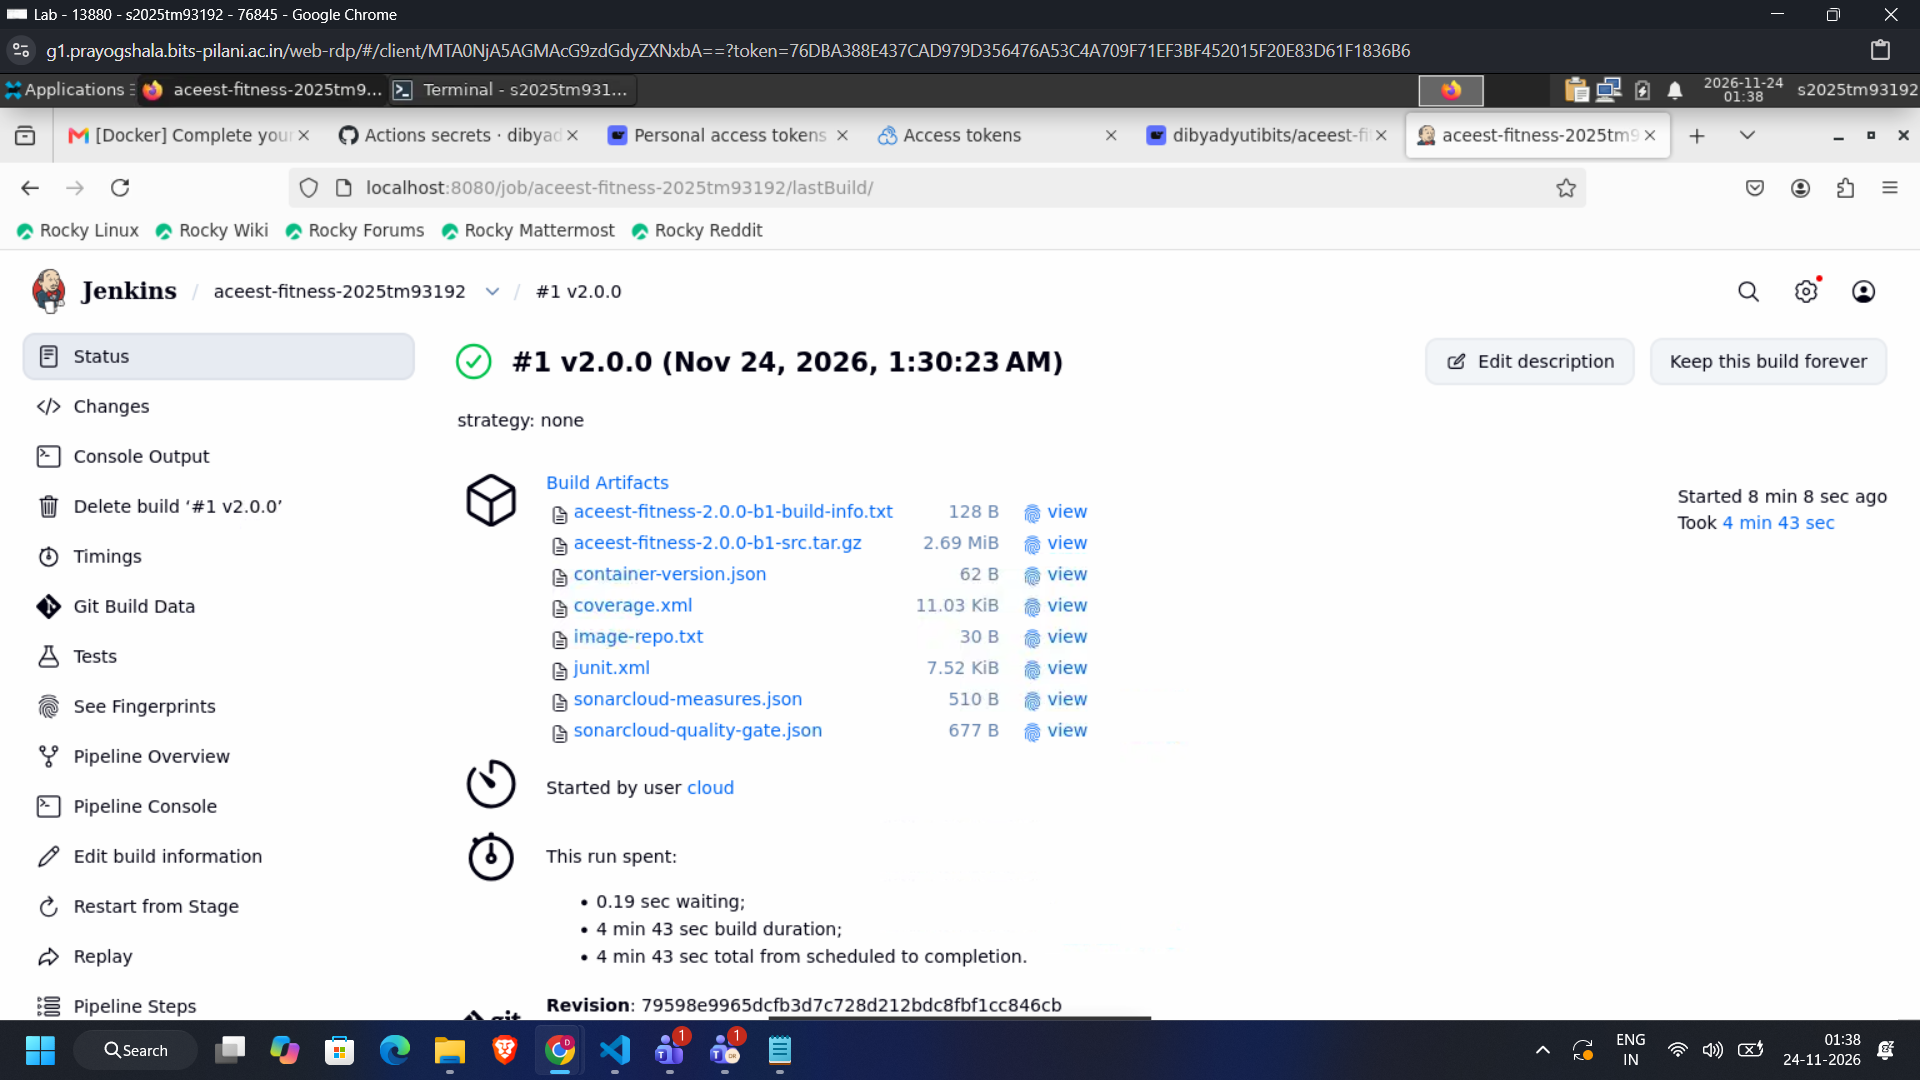 Lab - 13880 - s2025tm93192 - 76845 - Google Chrome
g1.prayogshala.bits-pilani.ac.in/web-rdp/#/client/MTA0NjA5AGMAcG9zdGdyZXNxbA==?token=76DBA388E437CAD979D356476A53C4A709F71EF3BF452015F20E83D61F1836B6
Applications aceest-fitness-2025tm9... Terminal - s2025tm931... 2026-11-24 01:38 s2025tm93192
[Docker] Complete your Actions secrets · dibyad Personal access tokens Access tokens dibyadyutibits/aceest-fi aceest-fitness-2025tm9
localhost:8080/job/aceest-fitness-2025tm93192/lastBuild/
Rocky Linux Rocky Wiki Rocky Forums Rocky Mattermost Rocky Reddit
Jenkins / aceest-fitness-2025tm93192 / #1 v2.0.0
Status
Changes
Console Output
Delete build ‘#1 v2.0.0’
Timings
Git Build Data
Tests
See Fingerprints
Pipeline Overview
Pipeline Console
Edit build information
Restart from Stage
Replay
Pipeline Steps
#1 v2.0.0 (Nov 24, 2026, 1:30:23 AM)
Edit description
Keep this build forever
strategy: none
Build Artifacts
aceest-fitness-2.0.0-b1-build-info.txt 128 B view
aceest-fitness-2.0.0-b1-src.tar.gz 2.69 MiB view
container-version.json 62 B view
coverage.xml 11.03 KiB view
image-repo.txt 30 B view
junit.xml 7.52 KiB view
sonarcloud-measures.json 510 B view
sonarcloud-quality-gate.json 677 B view
Started 8 min 8 sec ago
Took 4 min 43 sec
Started by user cloud
This run spent:
• 0.19 sec waiting;
• 4 min 43 sec build duration;
• 4 min 43 sec total from scheduled to completion.
Revision: 79598e9965dcfb3d7c728d212bdc8fbf1cc846cb
git
Search
1
1
ENG
IN
01:38
24-11-2026